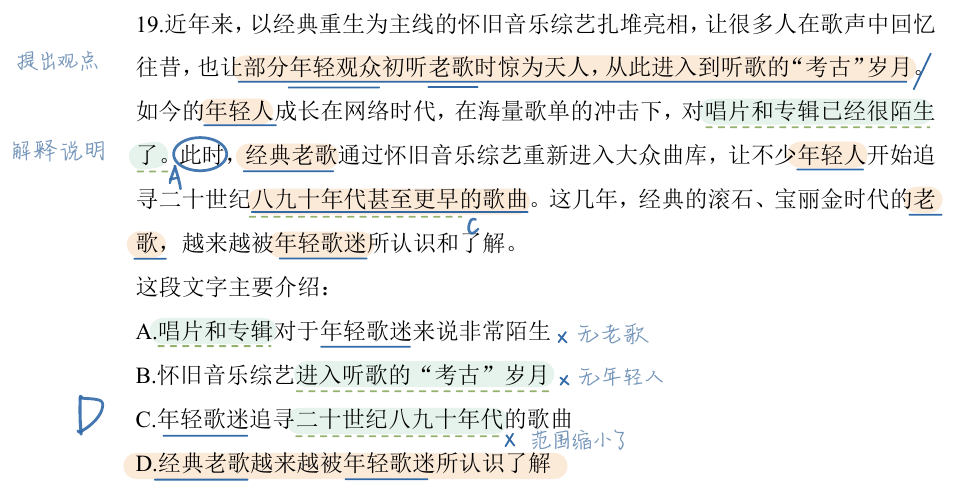 19.近年来，以经典重生为主线的怀旧音乐综艺扎堆亮相，让很多人在歌声中回忆
提出观点
往昔，也让部分年轻观众初听老歌时惊为天人，从此进入到听歌的“考古”岁月。
如今的年轻人成长在网络时代，在海量歌单的冲击下，对唱片和专辑已经很陌生
解释说明
了。此时，经典老歌通过怀旧音乐综艺重新进入大众曲库，让不少年轻人开始追
A
寻二十世纪八九十年代甚至更早的歌曲。这几年，经典的滚石、宝丽金时代的老
C
歌，越来越被年轻歌迷所认识和了解。
这段文字主要介绍：
A.唱片和专辑对于年轻歌迷来说非常陌生 x 无老歌
B.怀旧音乐综艺进入听歌的“考古”岁月 x 无年轻人
D
C.年轻歌迷追寻二十世纪八九十年代的歌曲
x 范围缩小了
D.经典老歌越来越被年轻歌迷所认识了解